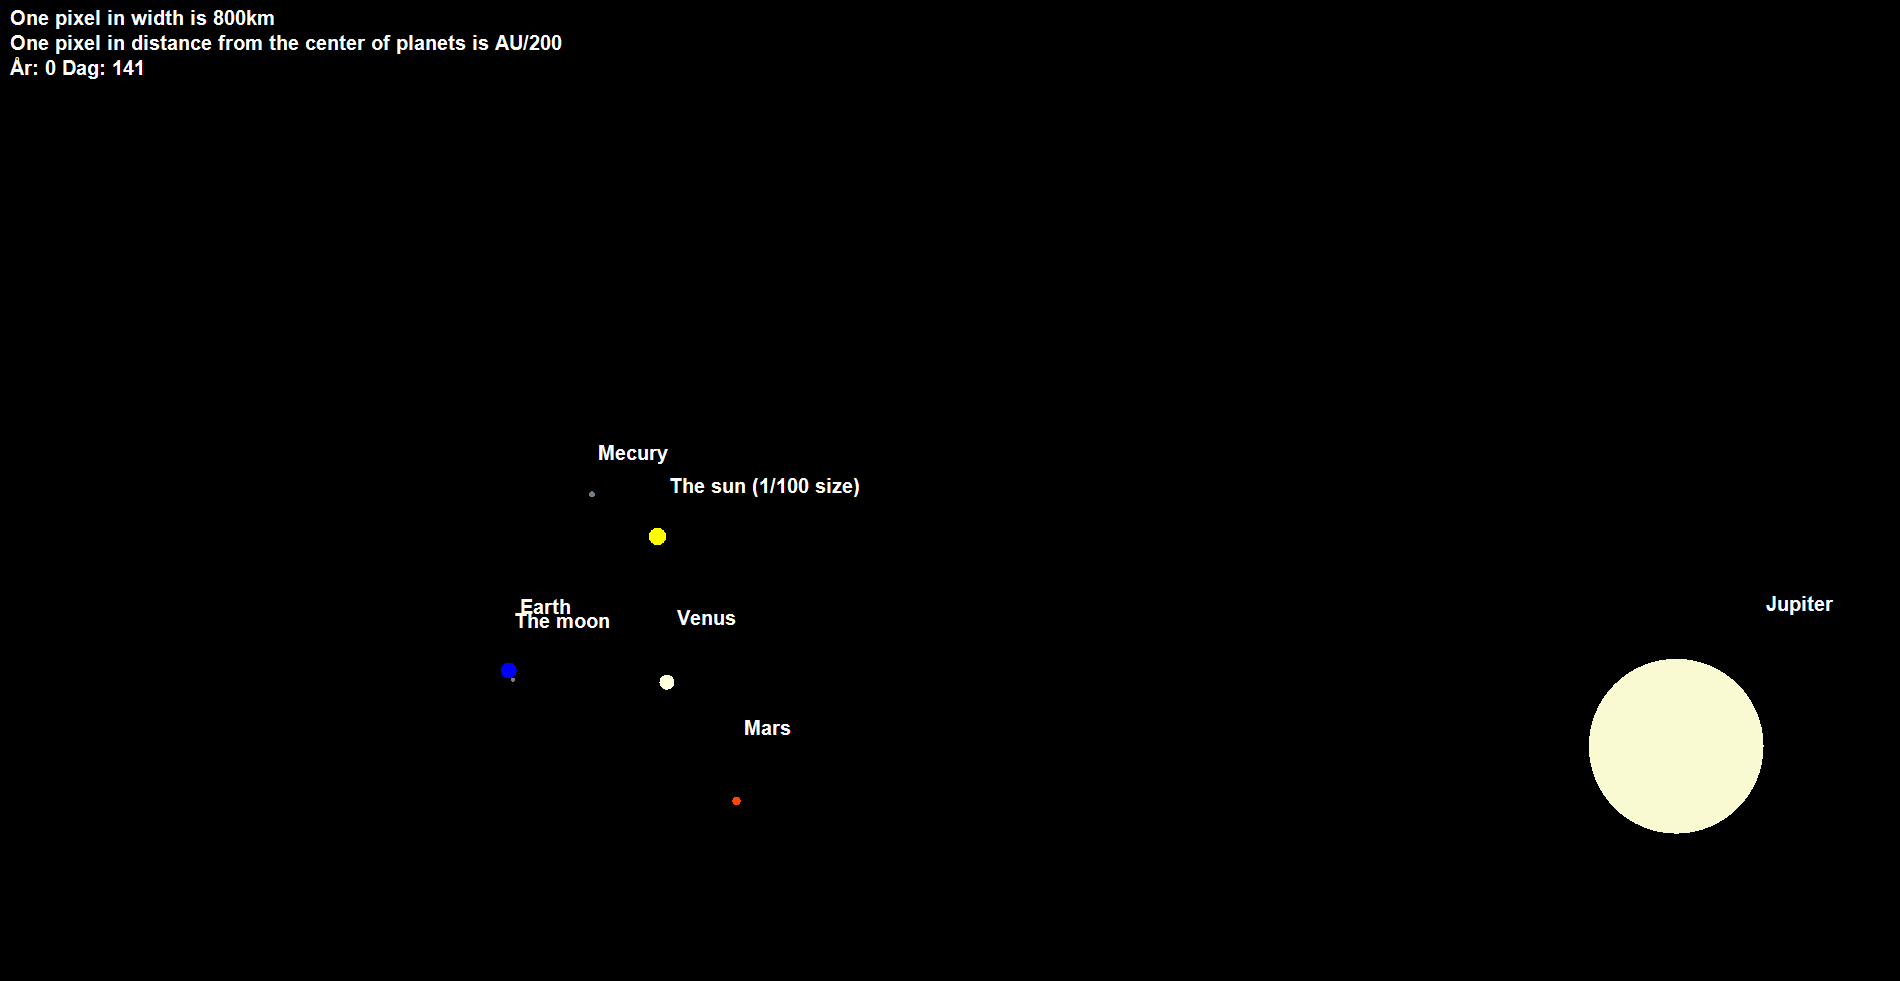 One pixel in width is 800km
One pixel in distance from the center of planets is AU/200
År: 0 Dag: 141
Mecury
The sun (1/100 size)
Earth
The moon
Venus
Jupiter
Mars